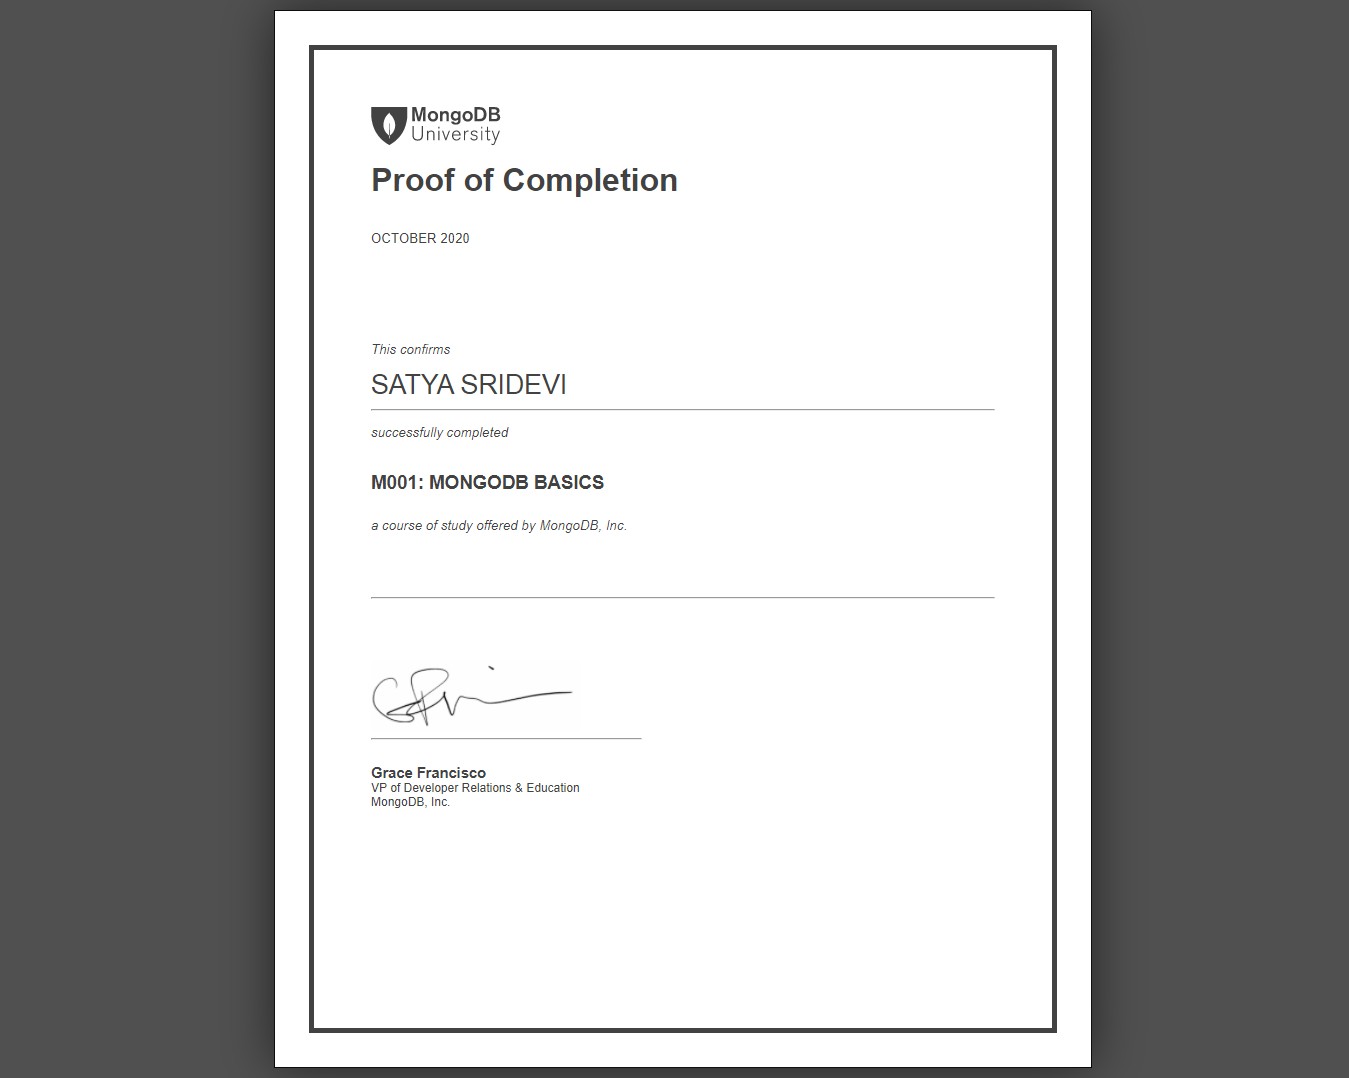 MongoDB
University
Proof of Completion
OCTOBER 2020
This confirms
SATYA SRIDEVI
successfully completed
M001: MONGODB BASICS
a course of study offered by MongoDB, Inc.
Grace Francisco
VP of Developer Relations & Education
MongoDB, Inc.